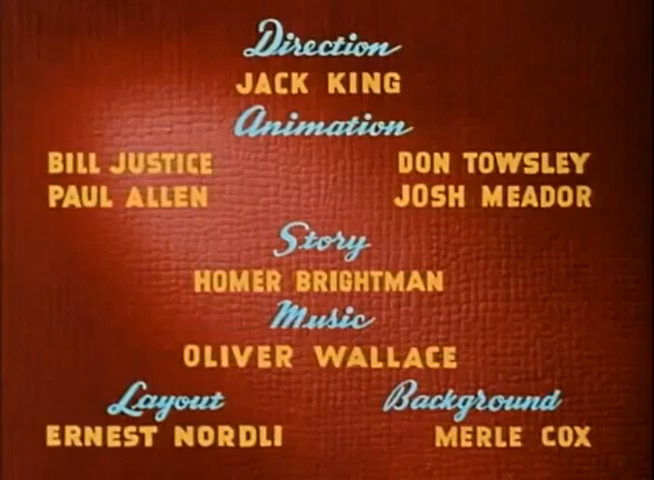 Direction
JACK KING
Animation
BILL JUSTICE DON TOWSLEY
PAUL ALLEN JOSH MEADOR
Story
HOMER BRIGHTMAN
Music
OLIVER WALLACE
Layout Background
ERNEST NORDLI MERLE COX